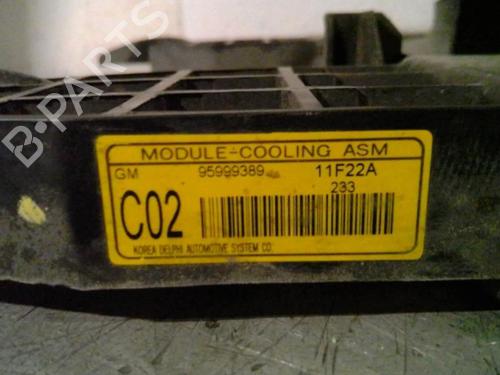 B-PARTS
MODULE-COOLING ASM
GM 95999389 11F22A
233
C02
KOREA DELPHI AUTOMOTIVE SYSTEM CO.